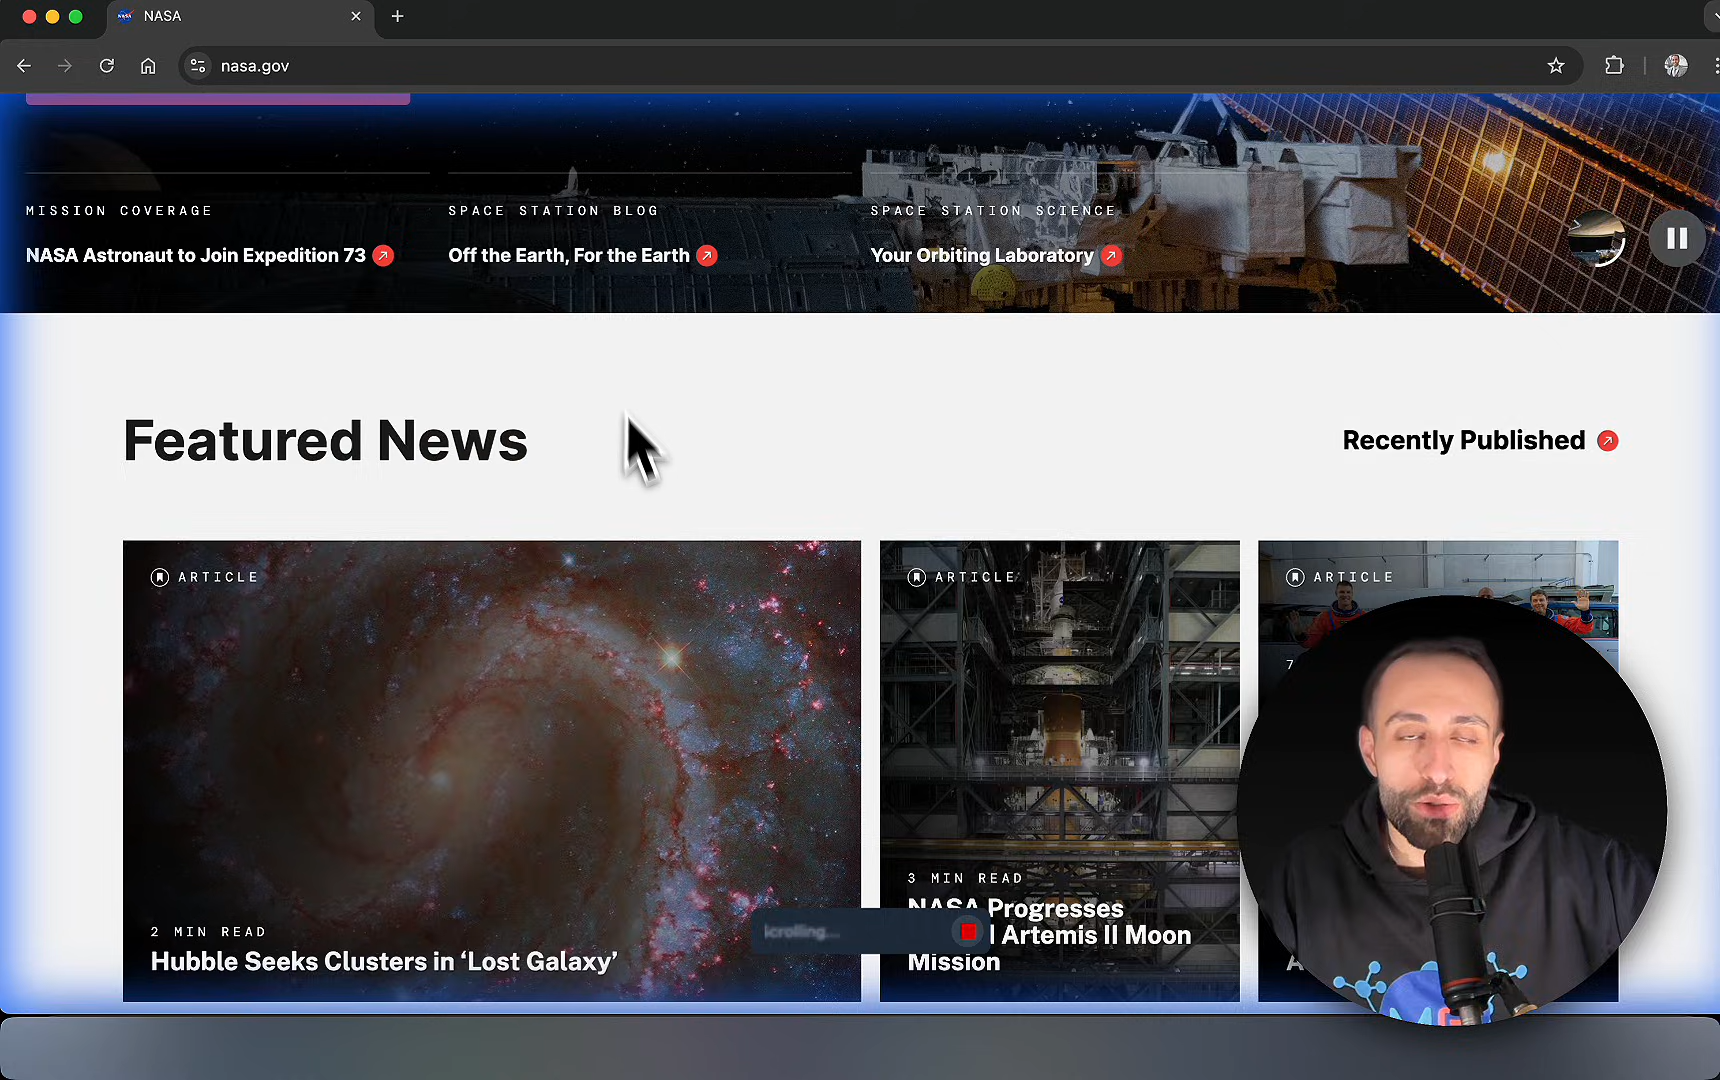 NASA
nasa.gov
MISSION COVERAGE
NASA Astronaut to Join Expedition 73
SPACE STATION BLOG
Off the Earth, For the Earth
SPACE STATION SCIENCE
Your Orbiting Laboratory
Featured News
Recently Published
ARTICLE
2 MIN READ
Hubble Seeks Clusters in ‘Lost Galaxy’
ARTICLE
3 MIN READ
NASA Progresses
Artemis II Moon
Mission
ARTICLE
7